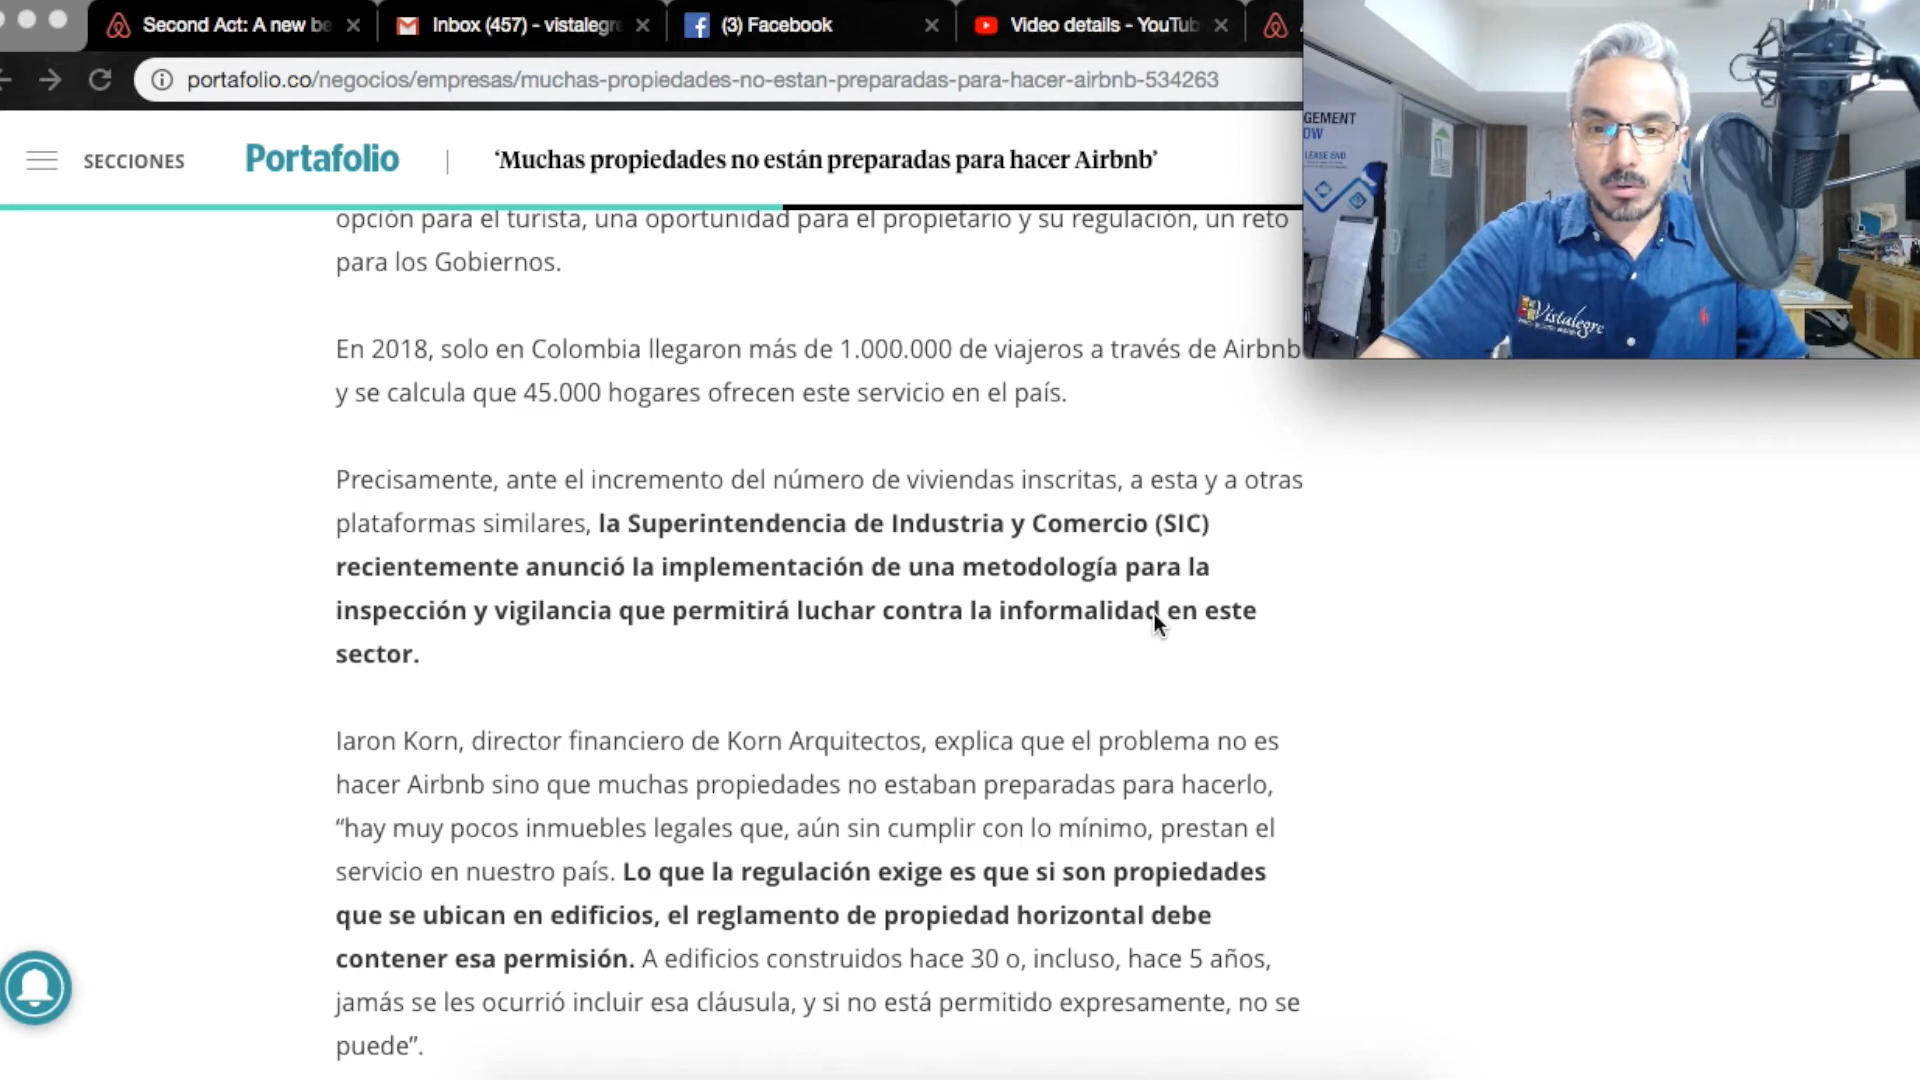 Second Act: A new be
Inbox (457) - vistalegre
(3) Facebook
Video details - YouTub
portafolio.co/negocios/empresas/muchas-propiedades-no-estan-preparadas-para-hacer-airbnb-534263
SECCIONES
Portafolio
‘Muchas propiedades no están preparadas para hacer Airbnb’
opción para el turista, una oportunidad para el propietario y su regulación, un reto
para los Gobiernos.
En 2018, solo en Colombia llegaron más de 1.000.000 de viajeros a través de Airbnb
y se calcula que 45.000 hogares ofrecen este servicio en el país.
Precisamente, ante el incremento del número de viviendas inscritas, a esta y a otras
plataformas similares, la Superintendencia de Industria y Comercio (SIC)
recientemente anunció la implementación de una metodología para la
inspección y vigilancia que permitirá luchar contra la informalidad en este
sector.
Iaron Korn, director financiero de Korn Arquitectos, explica que el problema no es
hacer Airbnb sino que muchas propiedades no estaban preparadas para hacerlo,
“hay muy pocos inmuebles legales que, aún sin cumplir con lo mínimo, prestan el
servicio en nuestro país. Lo que la regulación exige es que si son propiedades
que se ubican en edificios, el reglamento de propiedad horizontal debe
contener esa permisión. A edificios construidos hace 30 o, incluso, hace 5 años,
jamás se les ocurrió incluir esa cláusula, y si no está permitido expresamente, no se
puede”.
GEMENT
OW
LEASE END
Vistalegre